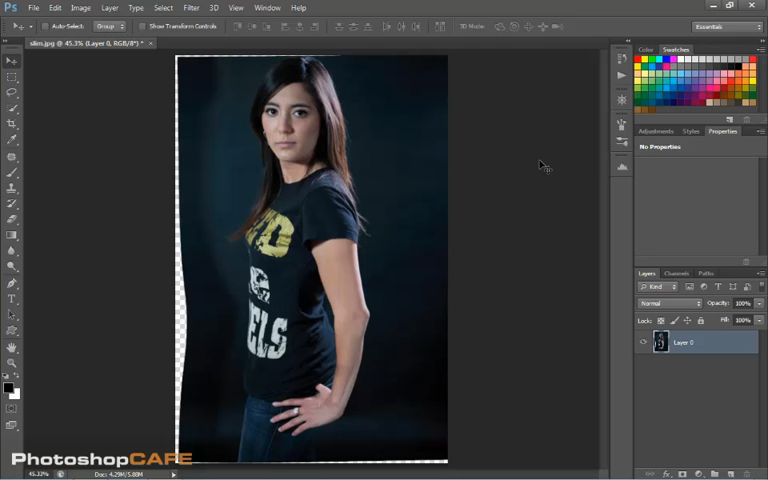 Ps File Edit Image Layer Type Select Filter 3D View Window Help
Auto-Select: Group Show Transform Controls 3D Mode: Essentials
slim.jpg @ 45.3% (Layer 0, RGB/8*) * ×
Color Swatches
Adjustments Styles Properties
No Properties
Layers Channels Paths
Kind
Normal Opacity: 100%
Lock: Fill: 100%
Layer 0
ELS
PhotoshopCAFE
45.33% Doc: 4.29M/5.88M